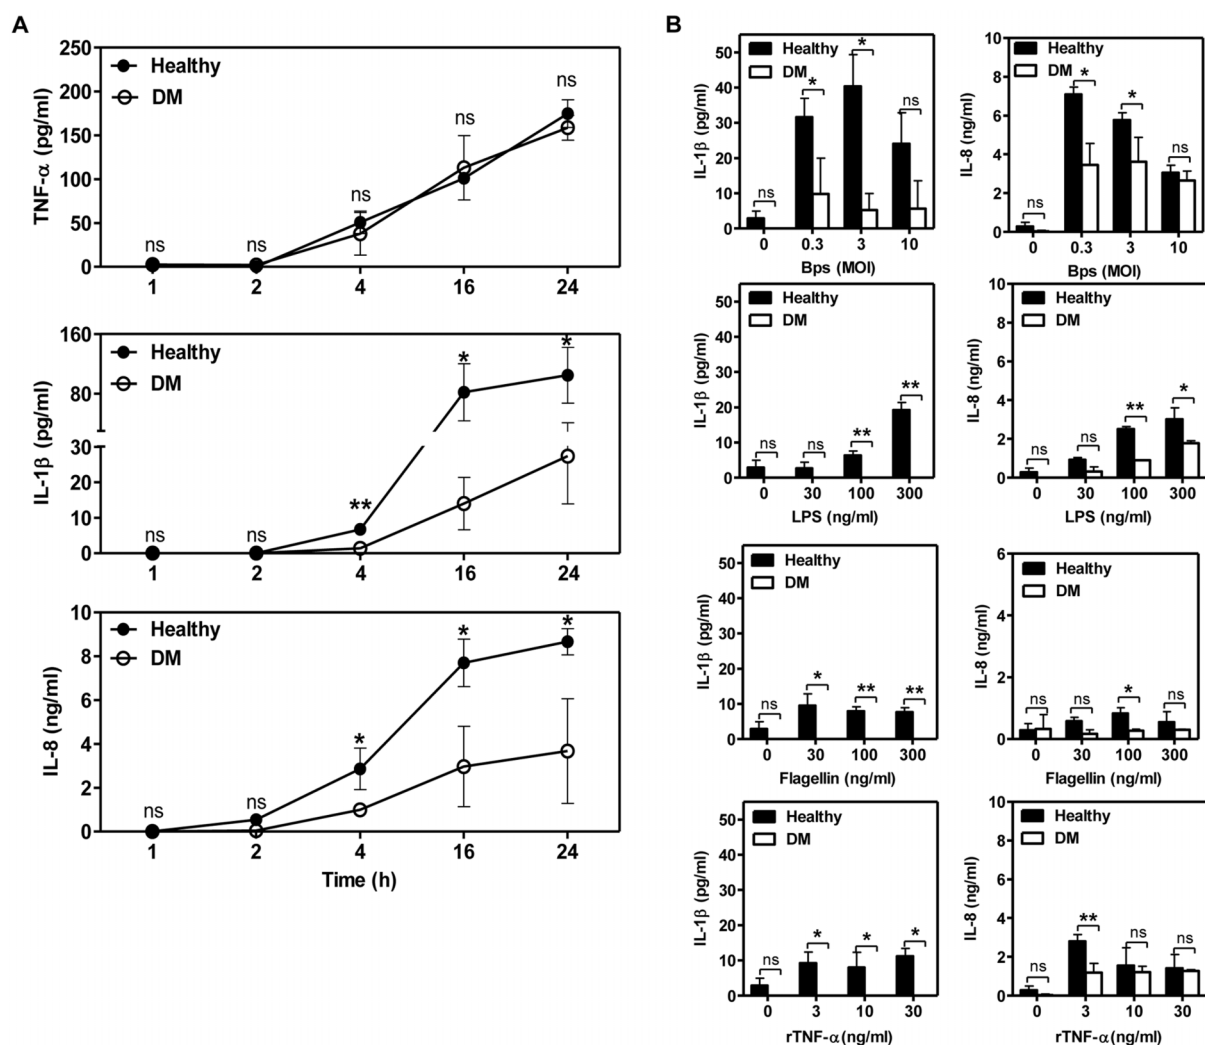 A
TNF-α (pg/ml)
250
200
150
100
50
0
Healthy
DM
ns
ns
ns
ns
ns
1 2 4 16 24
IL-1β (pg/ml)
160
80
30
20
10
0
Healthy
DM
ns
ns
**
*
*
1 2 4 16 24
IL-8 (ng/ml)
10
8
6
4
2
0
Healthy
DM
ns
ns
*
*
*
1 2 4 16 24
Time (h)
B
IL-1β (pg/ml)
50
40
30
20
10
0
Healthy
DM
ns
*
*
ns
0 0.3 3 10
Bps (MOI)
IL-8 (ng/ml)
10
8
6
4
2
0
Healthy
DM
ns
*
*
ns
0 0.3 3 10
Bps (MOI)
IL-1β (pg/ml)
50
40
30
20
10
0
Healthy
DM
ns
ns
**
**
0 30 100 300
LPS (ng/ml)
IL-8 (ng/ml)
10
8
6
4
2
0
Healthy
DM
ns
ns
**
*
0 30 100 300
LPS (ng/ml)
IL-1β (pg/ml)
50
40
30
20
10
0
Healthy
DM
ns
*
**
**
0 30 100 300
Flagellin (ng/ml)
IL-8 (ng/ml)
6
4
2
0
Healthy
DM
ns
ns
*
ns
0 30 100 300
Flagellin (ng/ml)
IL-1β (pg/ml)
50
40
30
20
10
0
Healthy
DM
ns
*
*
*
0 3 10 30
rTNF-α(ng/ml)
IL-8 (ng/ml)
10
8
6
4
2
0
Healthy
DM
ns
**
ns
ns
0 3 10 30
rTNF-α(ng/ml)